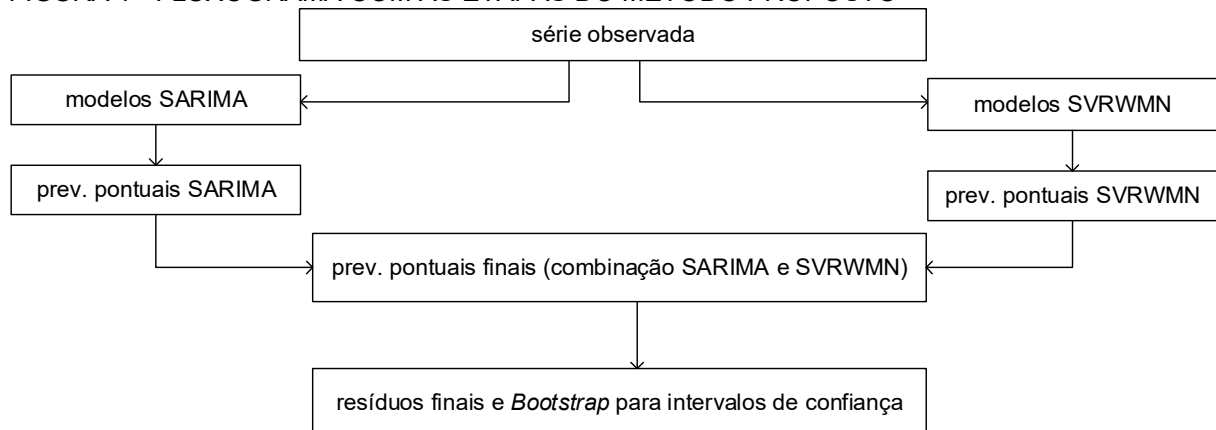 série observada
modelos SARIMA
modelos SVRWMN
prev. pontuais SARIMA
prev. pontuais SVRWMN
prev. pontuais finais (combinação SARIMA e SVRWMN)
resíduos finais e Bootstrap para intervalos de confiança